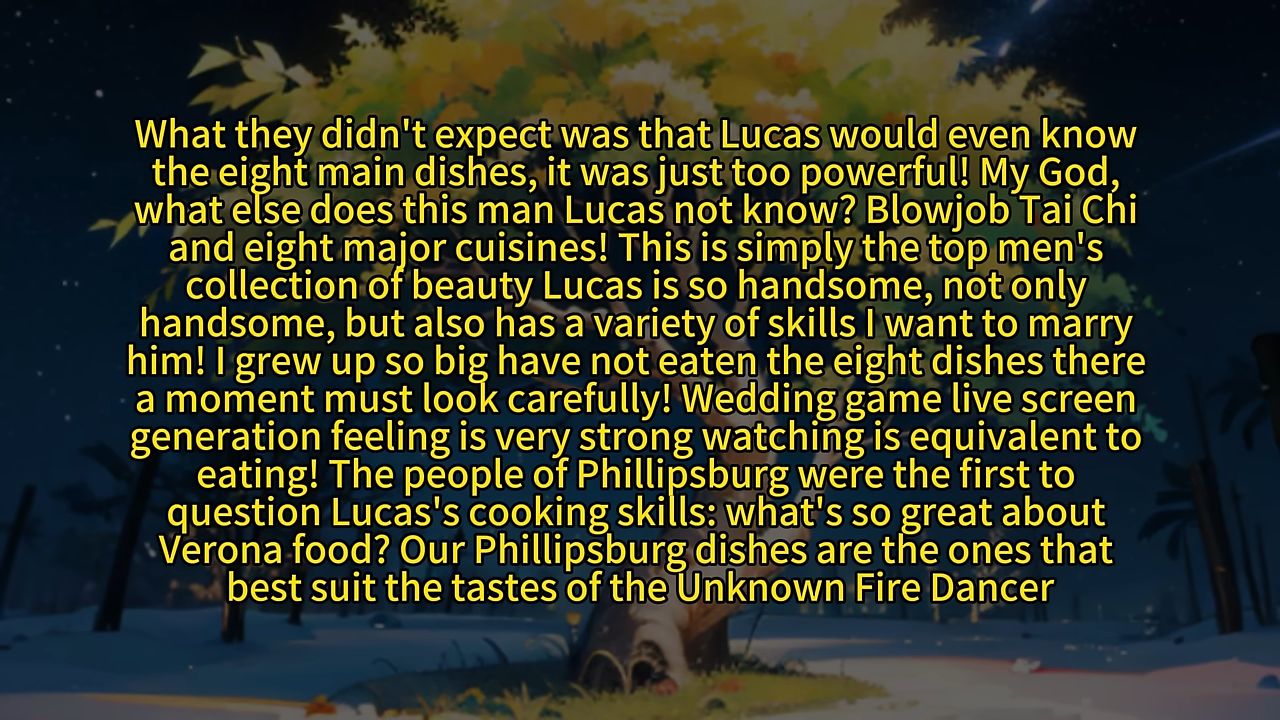 What they didn't expect was that Lucas would even know
the eight main dishes, it was just too powerful! My God,
what else does this man Lucas not know? Blowjob Tai Chi
and eight major cuisines! This is simply the top men's
collection of beauty Lucas is so handsome, not only
handsome, but also has a variety of skills I want to marry
him! I grew up so big have not eaten the eight dishes there
a moment must look carefully! Wedding game live screen
generation feeling is very strong watching is equivalent to
eating! The people of Phillipsburg were the first to
question Lucas's cooking skills: what's so great about
Verona food? Our Phillipsburg dishes are the ones that
best suit the tastes of the Unknown Fire Dancer